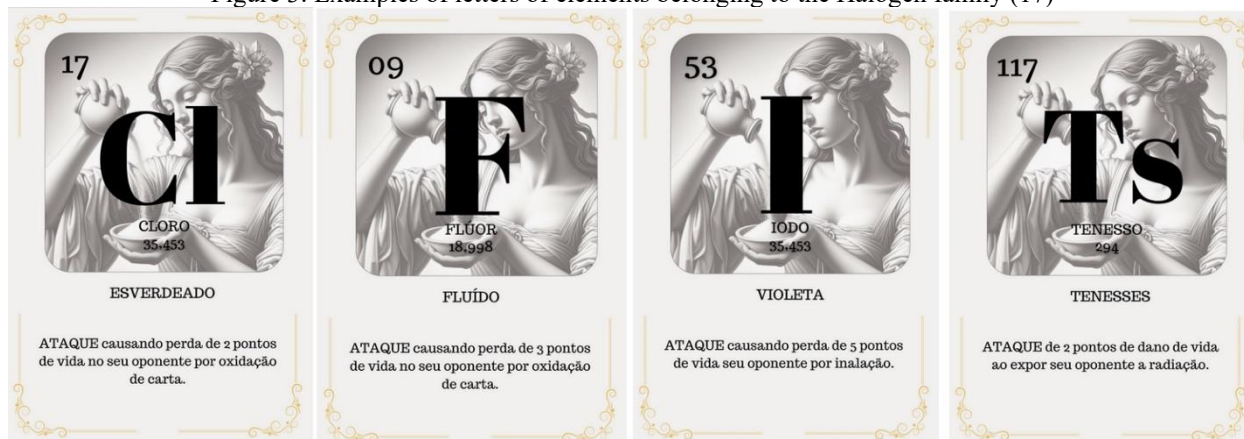 Figure 5. Examples of letters of elements belonging to the Halogen family (17)
17
Cl
CLORO
35,453
ESVERDEADO
ATAQUE causando perda de 2 pontos
de vida no seu oponente por oxidação
de carta.
09
F
FLUOR
18,998
FLUÍDO
ATAQUE causando perda de 3 pontos
de vida no seu oponente por oxidação
de carta.
53
I
IODO
35,453
VIOLETA
ATAQUE causando perda de 5 pontos
de vida seu oponente por inalação.
117
Ts
TENESSO
294
TENESSES
ATAQUE de 2 pontos de dano de vida
ao expor seu oponente a radiação.